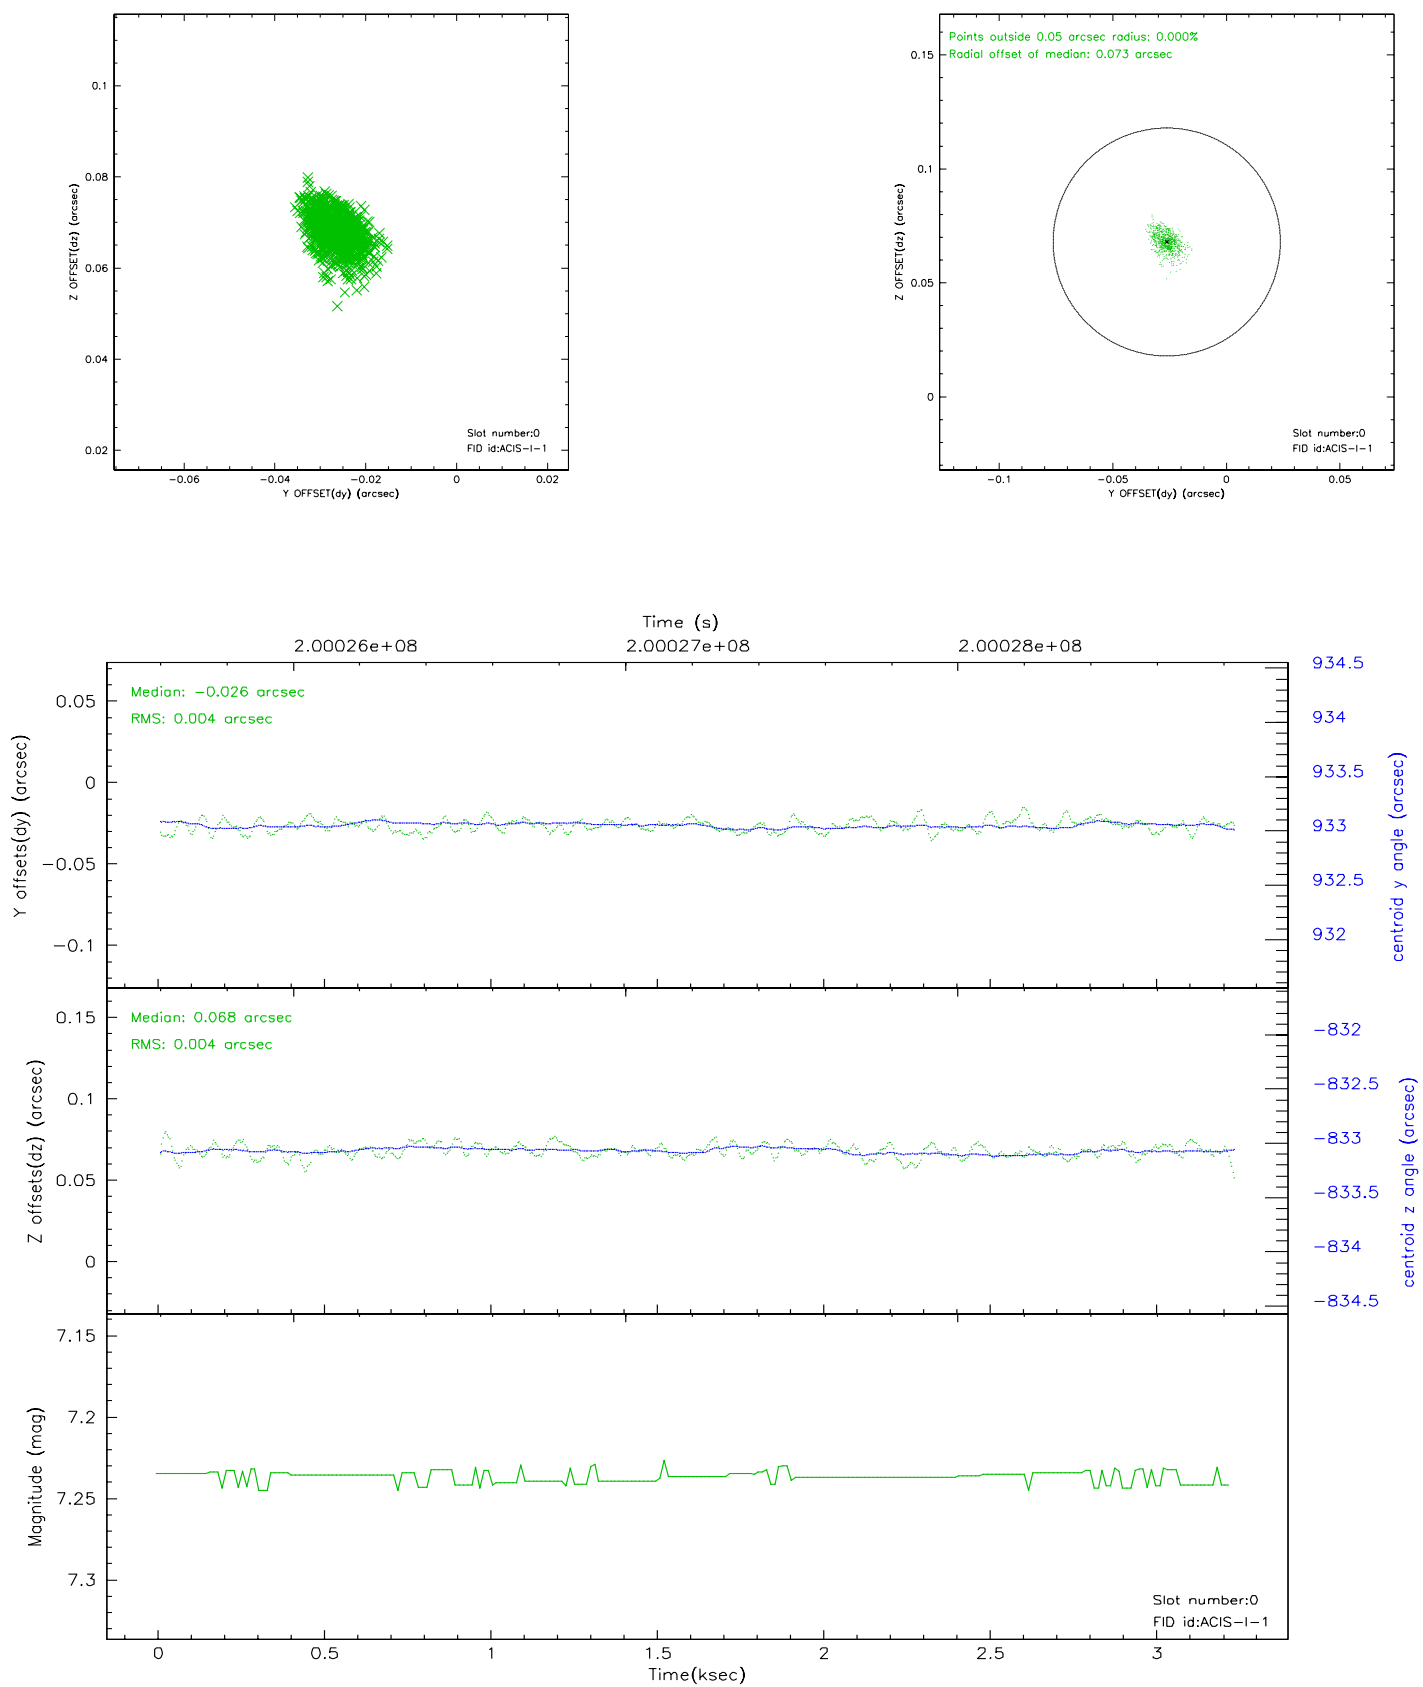 0.1
0.08
0.06
0.04
0.02
Z OFFSET(dz) (arcsec)
Slot number:0
FID id:ACIS-I-1
-0.06
-0.04
-0.02
0
0.02
Y OFFSET(dy) (arcsec)
Points outside 0.05 arcsec radius: 0.000%
Radial offset of median: 0.073 arcsec
0.15
0.1
0.05
0
Z OFFSET(dz) (arcsec)
Slot number:0
FID id:ACIS-I-1
-0.1
-0.05
0
0.05
Y OFFSET(dy) (arcsec)
Time (s)
2.00026e+08
2.00027e+08
2.00028e+08
Median: -0.026 arcsec
RMS: 0.004 arcsec
0.05
0
-0.05
-0.1
Y offsets(dy) (arcsec)
934.5
934
933.5
933
932.5
932
centroid y angle (arcsec)
Median: 0.068 arcsec
RMS: 0.004 arcsec
0.15
0.1
0.05
0
Z offsets(dz) (arcsec)
-832
-832.5
-833
-833.5
-834
-834.5
centroid z angle (arcsec)
7.15
7.2
7.25
7.3
Magnitude (mag)
Slot number:0
FID id:ACIS-I-1
0
0.5
1
1.5
2
2.5
3
Time(ksec)